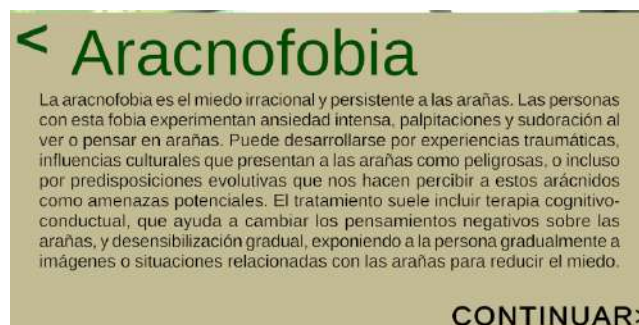 < Aracnofobia
La aracnofobia es el miedo irracional y persistente a las arañas. Las personas
con esta fobia experimentan ansiedad intensa, palpitaciones y sudoración al
ver o pensar en arañas. Puede desarrollarse por experiencias traumáticas,
influencias culturales que presentan a las arañas como peligrosas, o incluso
por predisposiciones evolutivas que nos hacen percibir a estos arácnidos
como amenazas potenciales. El tratamiento suele incluir terapia cognitivo-
conductual, que ayuda a cambiar los pensamientos negativos sobre las
arañas, y desensibilización gradual, exponiendo a la persona gradualmente a
imágenes o situaciones relacionadas con las arañas para reducir el miedo.
CONTINUAR>